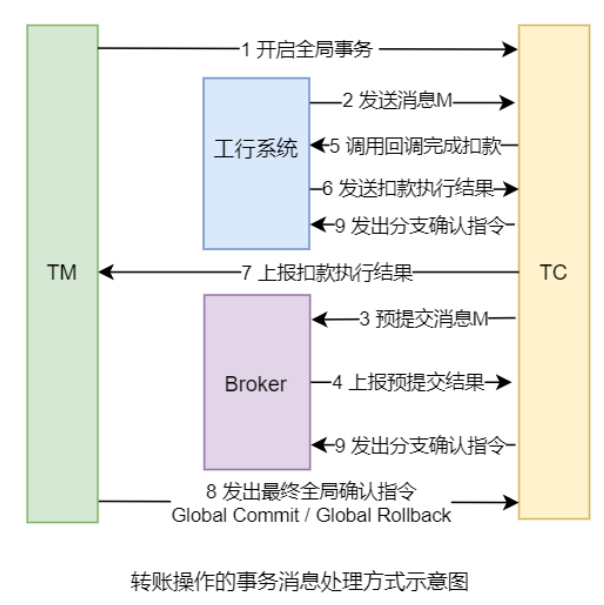 1 开启全局事务
2 发送消息M
工行系统
5 调用回调完成扣款
6 发送扣款执行结果
9 发出分支确认指令
TM
7 上报扣款执行结果
TC
3 预提交消息M
Broker
4 上报预提交结果
9 发出分支确认指令
8 发出最终全局确认指令
Global Commit / Global Rollback
转账操作的事务消息处理方式示意图